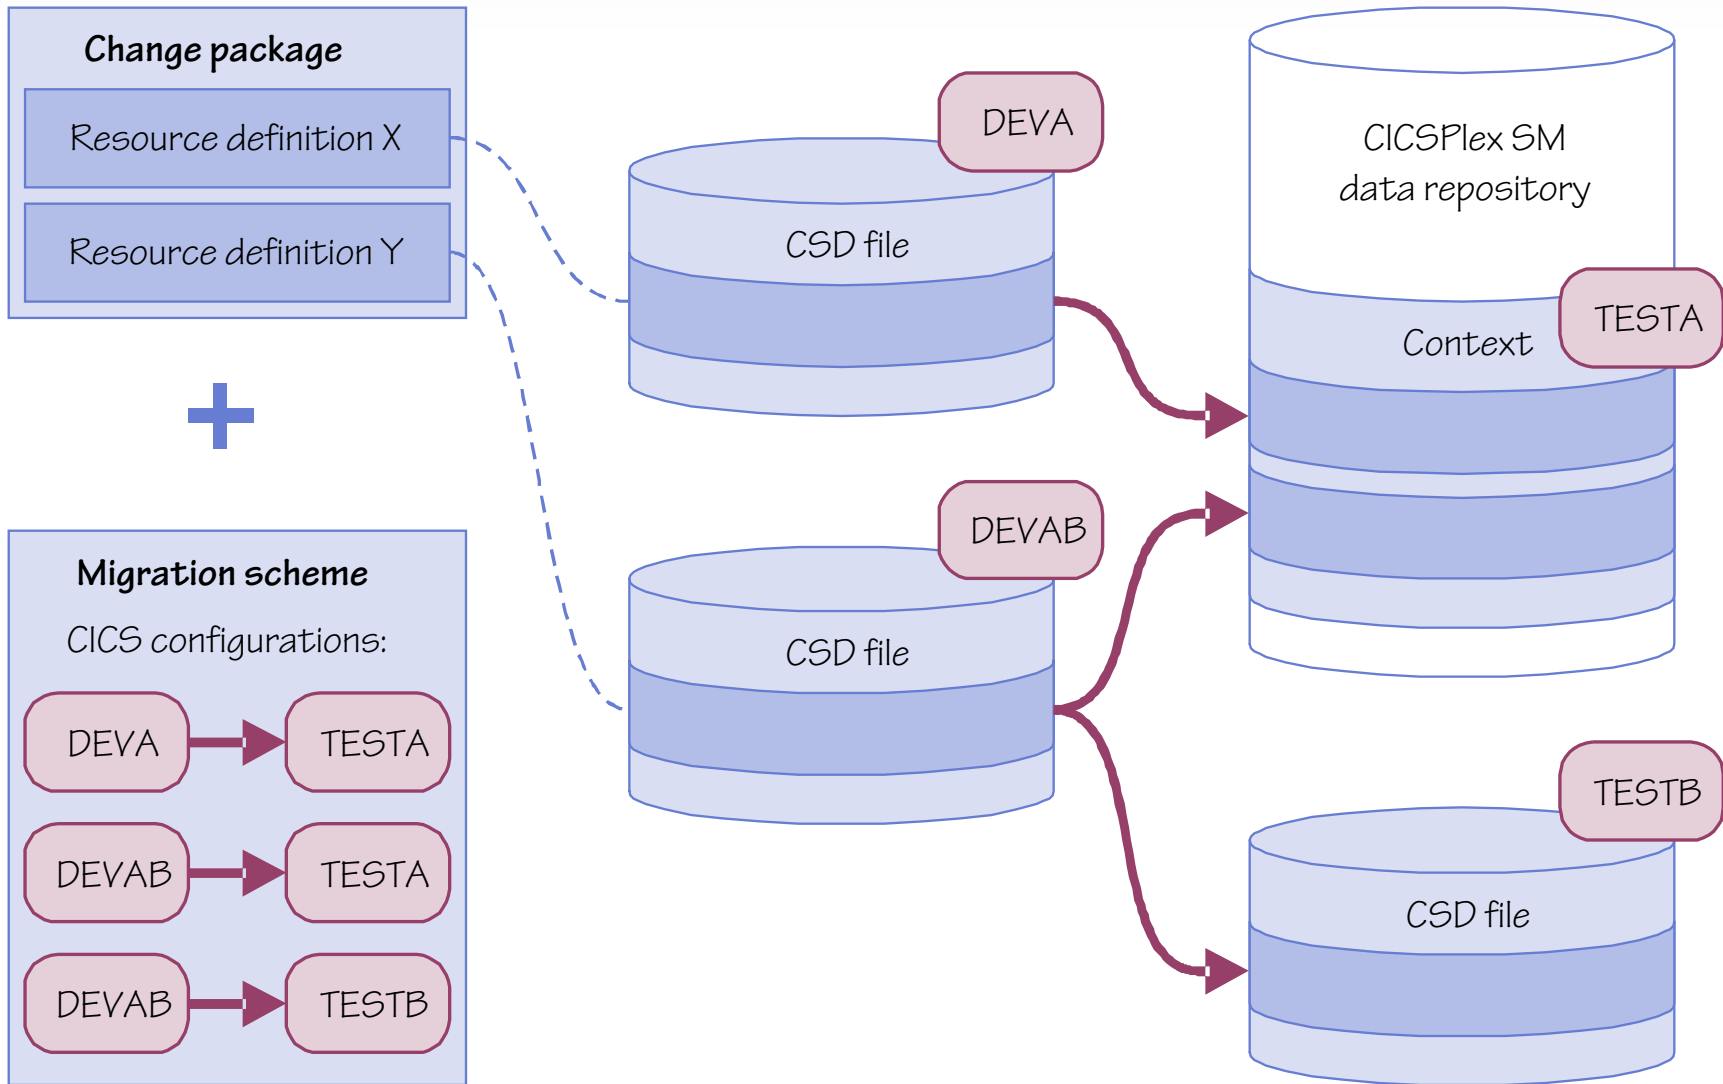 Change package
Resource definition X
Resource definition Y
Migration scheme
CICS configurations:
DEVA
TESTA
DEVAB
TESTA
DEVAB
TESTB
DEVA
CSD file
DEVAB
CSD file
CICSPlex SM
data repository
TESTA
Context
TESTB
CSD file